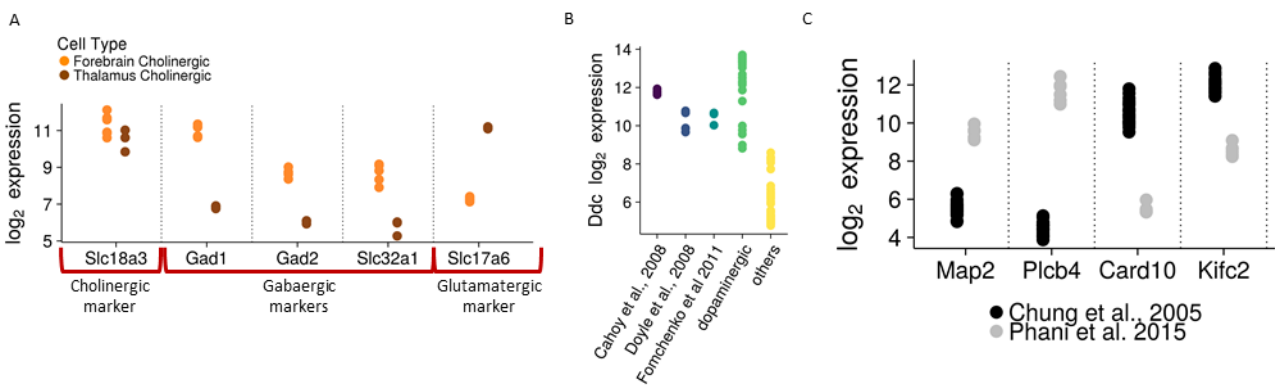 A
Cell Type
Forebrain Cholinergic
Thalamus Cholinergic
log2 expression
11
9
7
5
Slc18a3 Gad1 Gad2 Slc32a1 Slc17a6
Cholinergic marker
Gabaergic markers
Glutamatergic marker
B
Ddc log2 expression
14
12
10
8
6
Cahoy et al., 2008
Doyle et al., 2008
Fomchenko et al 2011
dopaminergic
others
C
log2 expression
12
10
8
6
4
Map2 Plcb4 Card10 Kifc2
Chung et al., 2005
Phani et al. 2015